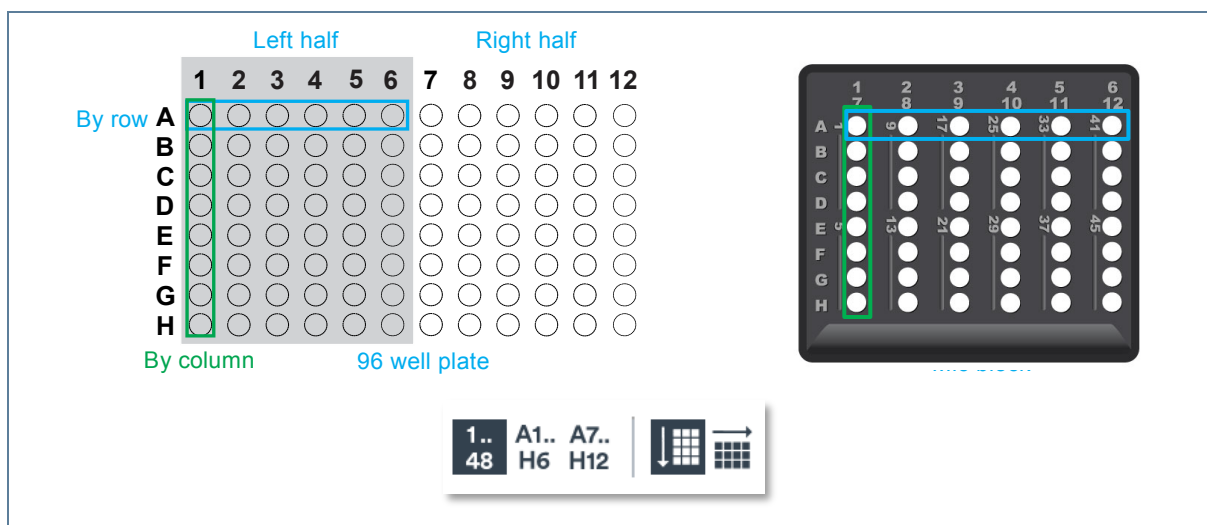 Left half Right half
1 2 3 4 5 6 7 8 9 10 11 12
By row A
B
C
D
E
F
G
H
By column 96 well plate
1 2 3 4 5 6
7 8 9 10 11 12
A 1 9 17 25 33 41
B
C
D
E 5 13 21 29 37 45
F
G
H
1.. A1.. A7..
48 H6 H12